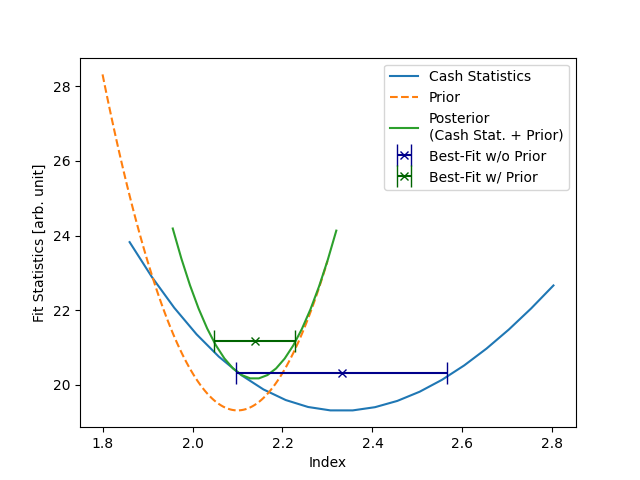 28
26
24
22
20
Fit Statistics [arb. unit]
1.8 2.0 2.2 2.4 2.6 2.8
Index
Cash Statistics
Prior
Posterior
(Cash Stat. + Prior)
Best-Fit w/o Prior
Best-Fit w/ Prior